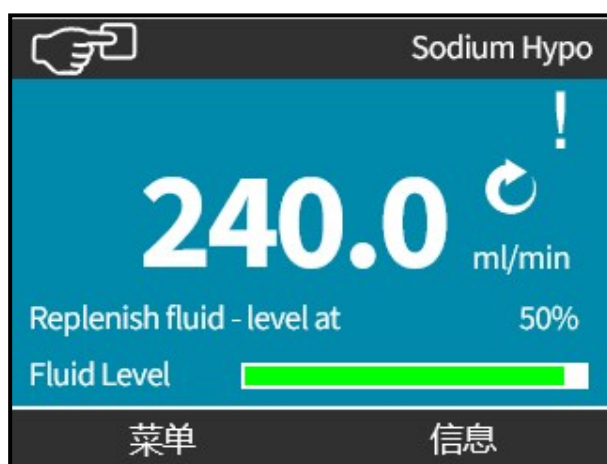 Sodium Hypo
!
240.0
ml/min
Replenish fluid - level at 50%
Fluid Level
菜单 信息